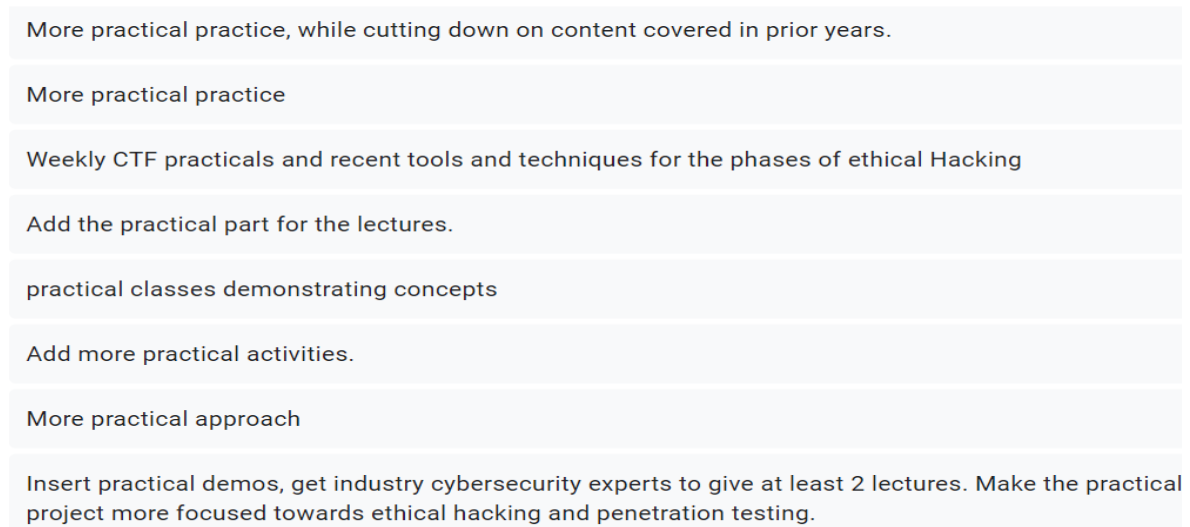 More practical practice, while cutting down on content covered in prior years.
More practical practice
Weekly CTF practicals and recent tools and techniques for the phases of ethical Hacking
Add the practical part for the lectures.
practical classes demonstrating concepts
Add more practical activities.
More practical approach
Insert practical demos, get industry cybersecurity experts to give at least 2 lectures. Make the practical
project more focused towards ethical hacking and penetration testing.